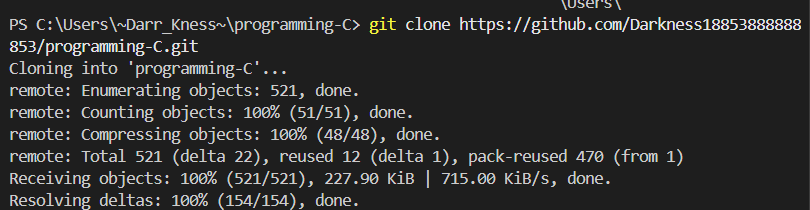 \Users\
PS C:\Users\~Darr_Kness~\programming-C> git clone https://github.com/Darkness18853888888
853/programming-C.git
Cloning into 'programming-C'...
remote: Enumerating objects: 521, done.
remote: Counting objects: 100% (51/51), done.
remote: Compressing objects: 100% (48/48), done.
remote: Total 521 (delta 22), reused 12 (delta 1), pack-reused 470 (from 1)
Receiving objects: 100% (521/521), 227.90 KiB | 715.00 KiB/s, done.
Resolving deltas: 100% (154/154), done.